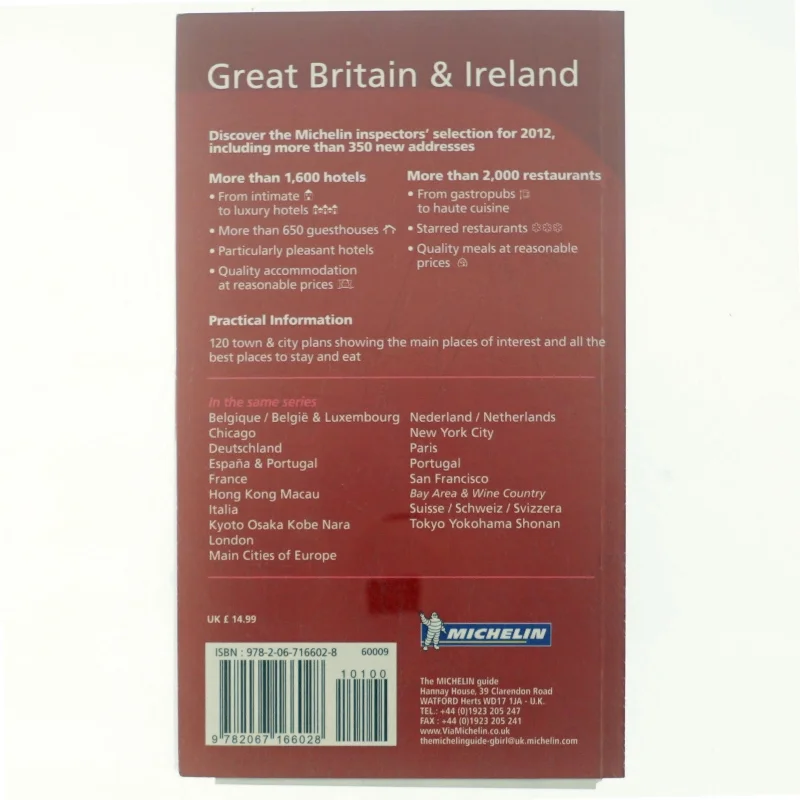 Great Britain & Ireland
Discover the Michelin inspectors' selection for 2012,
including more than 350 new addresses
More than 1,600 hotels
• From intimate
to luxury hotels
• More than 650 guesthouses
• Particularly pleasant hotels
• Quality accommodation
at reasonable prices
More than 2,000 restaurants
• From gastropubs
to haute cuisine
• Starred restaurants
• Quality meals at reasonable
prices
Practical Information
120 town & city plans showing the main places of interest and all the
best places to stay and eat
In the same series
Belgique / België & Luxembourg
Chicago
Deutschland
España & Portugal
France
Hong Kong Macau
Italia
Kyoto Osaka Kobe Nara
London
Main Cities of Europe
Nederland / Netherlands
New York City
Paris
Portugal
San Francisco
Bay Area & Wine Country
Suisse / Schweiz / Svizzera
Tokyo Yokohama Shonan
UK £ 14.99
ISBN : 978-2-06-716602-8 60009
10100
9 782067 166028
MICHELIN
The MICHELIN guide
Hannay House, 39 Clarendon Road
WATFORD Herts WD17 1JA - U.K.
TEL : +44 (0)1923 205 247
FAX : +44 (0)1923 205 241
www.ViaMichelin.co.uk
themichelinguide-gbirl@uk.michelin.com